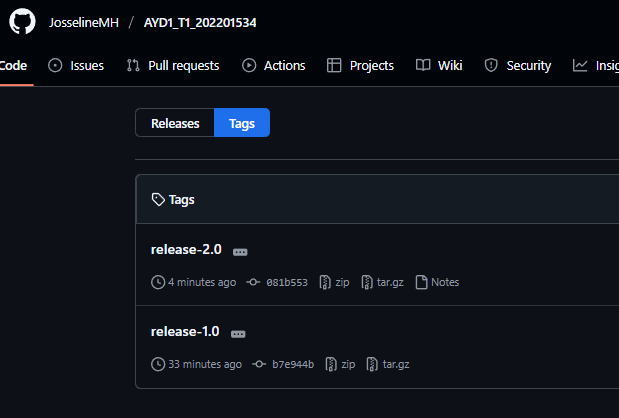 JosselineMH / AYD1_T1_202201534
Code Issues Pull requests Actions Projects Wiki Security Insig
Releases Tags
Tags
release-2.0
4 minutes ago 081b553 zip tar.gz Notes
release-1.0
33 minutes ago b7e944b zip tar.gz